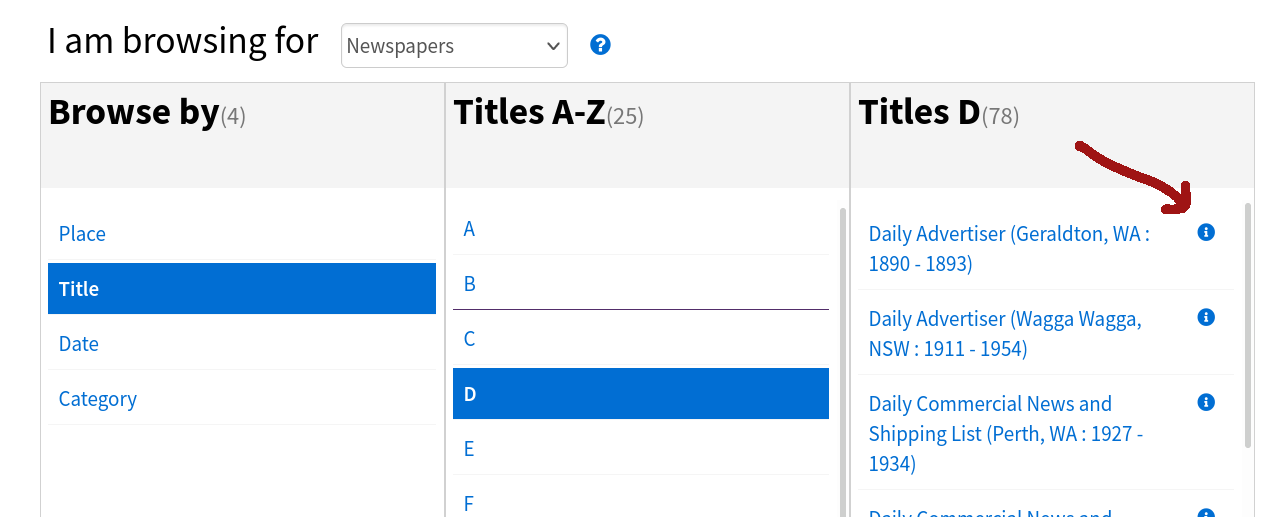 I am browsing for Newspapers ?
Browse by(4)
Place
Title
Date
Category
Titles A-Z(25)
A
B
C
D
E
F
Titles D(78)
Daily Advertiser (Geraldton, WA :
1890 - 1893)
Daily Advertiser (Wagga Wagga,
NSW : 1911 - 1954)
Daily Commercial News and
Shipping List (Perth, WA : 1927 -
1934)
Daily Commercial News and